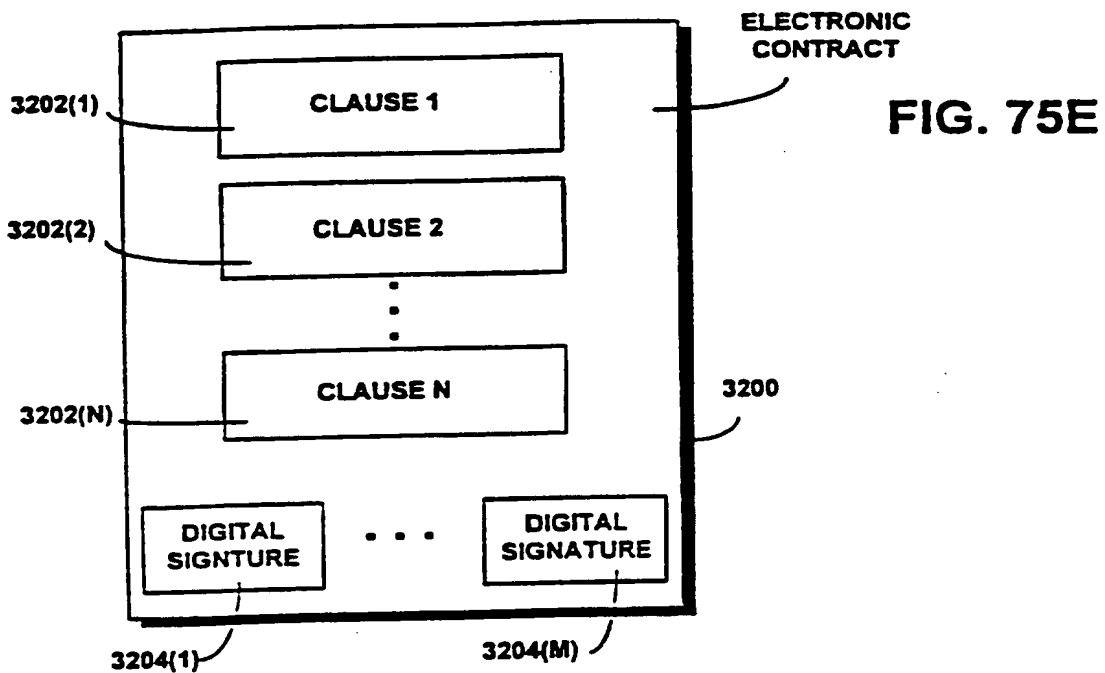 ELECTRONIC
CONTRACT
FIG. 75E
3202(1)
CLAUSE 1
3202(2)
CLAUSE 2
3202(N)
CLAUSE N
3200
DIGITAL
SIGNTURE
DIGITAL
SIGNATURE
3204(1)
3204(M)